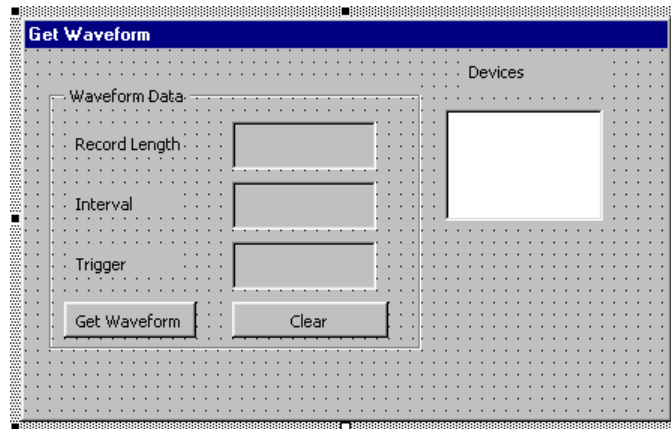 Get Waveform
Devices
Waveform Data
Record Length
Interval
Trigger
Get Waveform
Clear